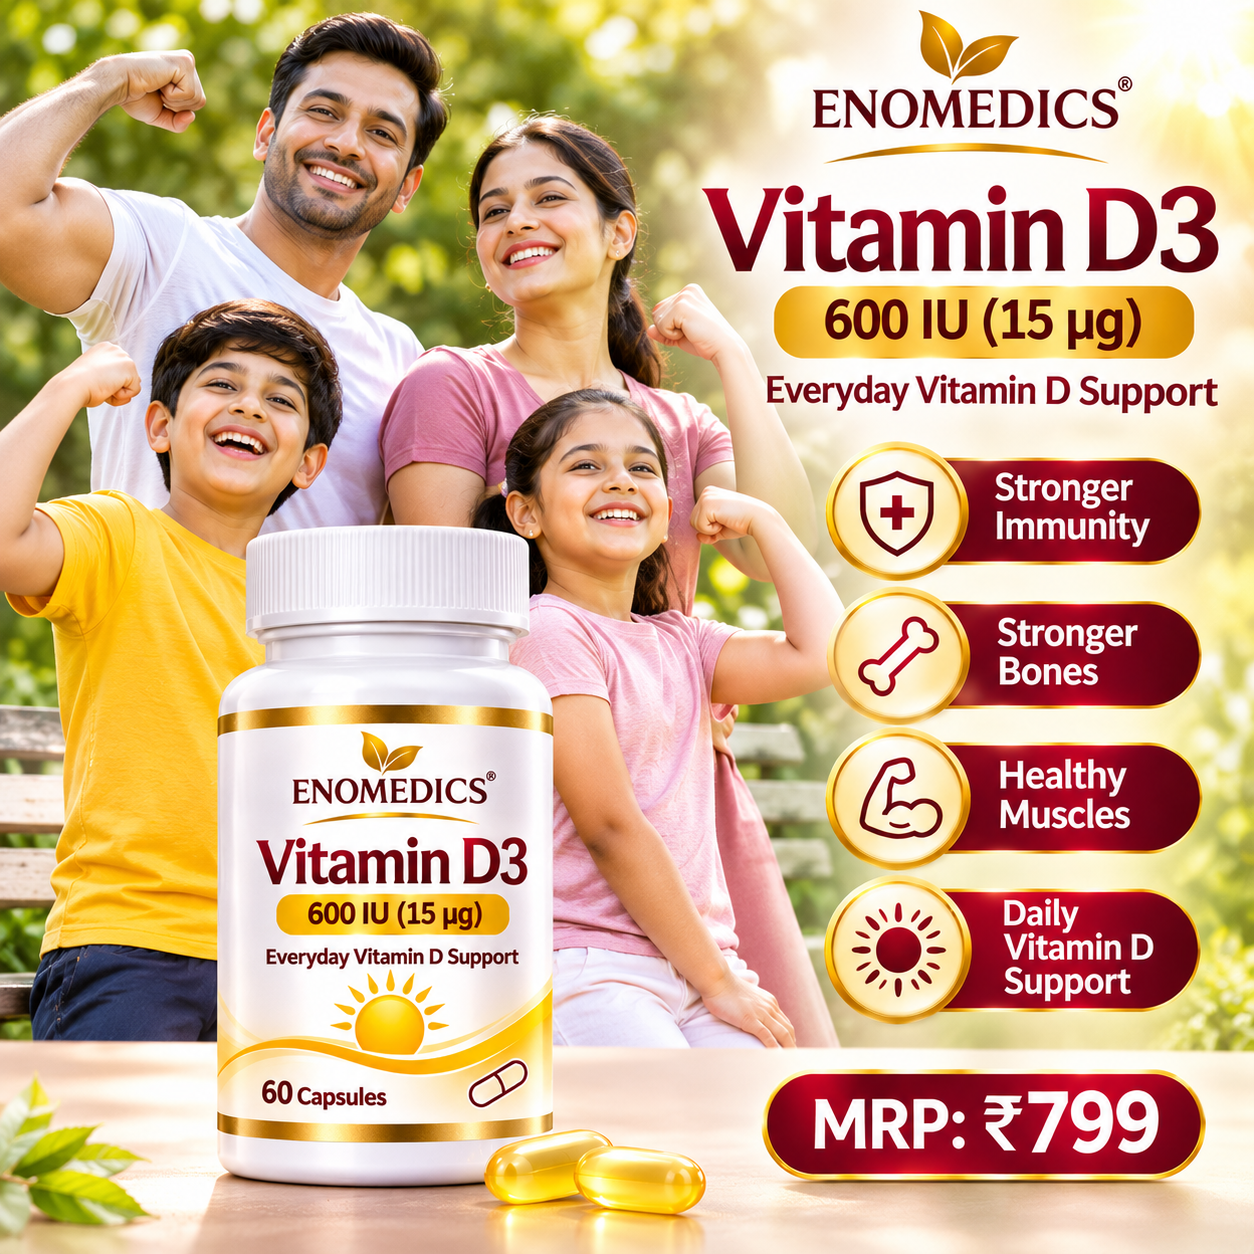 ENOMEDICS®
Vitamin D3
600 IU (15 µg)
Everyday Vitamin D Support
Stronger
Immunity
Stronger
Bones
Healthy
Muscles
Daily
Vitamin D
Support
MRP: ₹799
ENOMEDICS®
Vitamin D3
600 IU (15 µg)
Everyday Vitamin D Support
60 Capsules